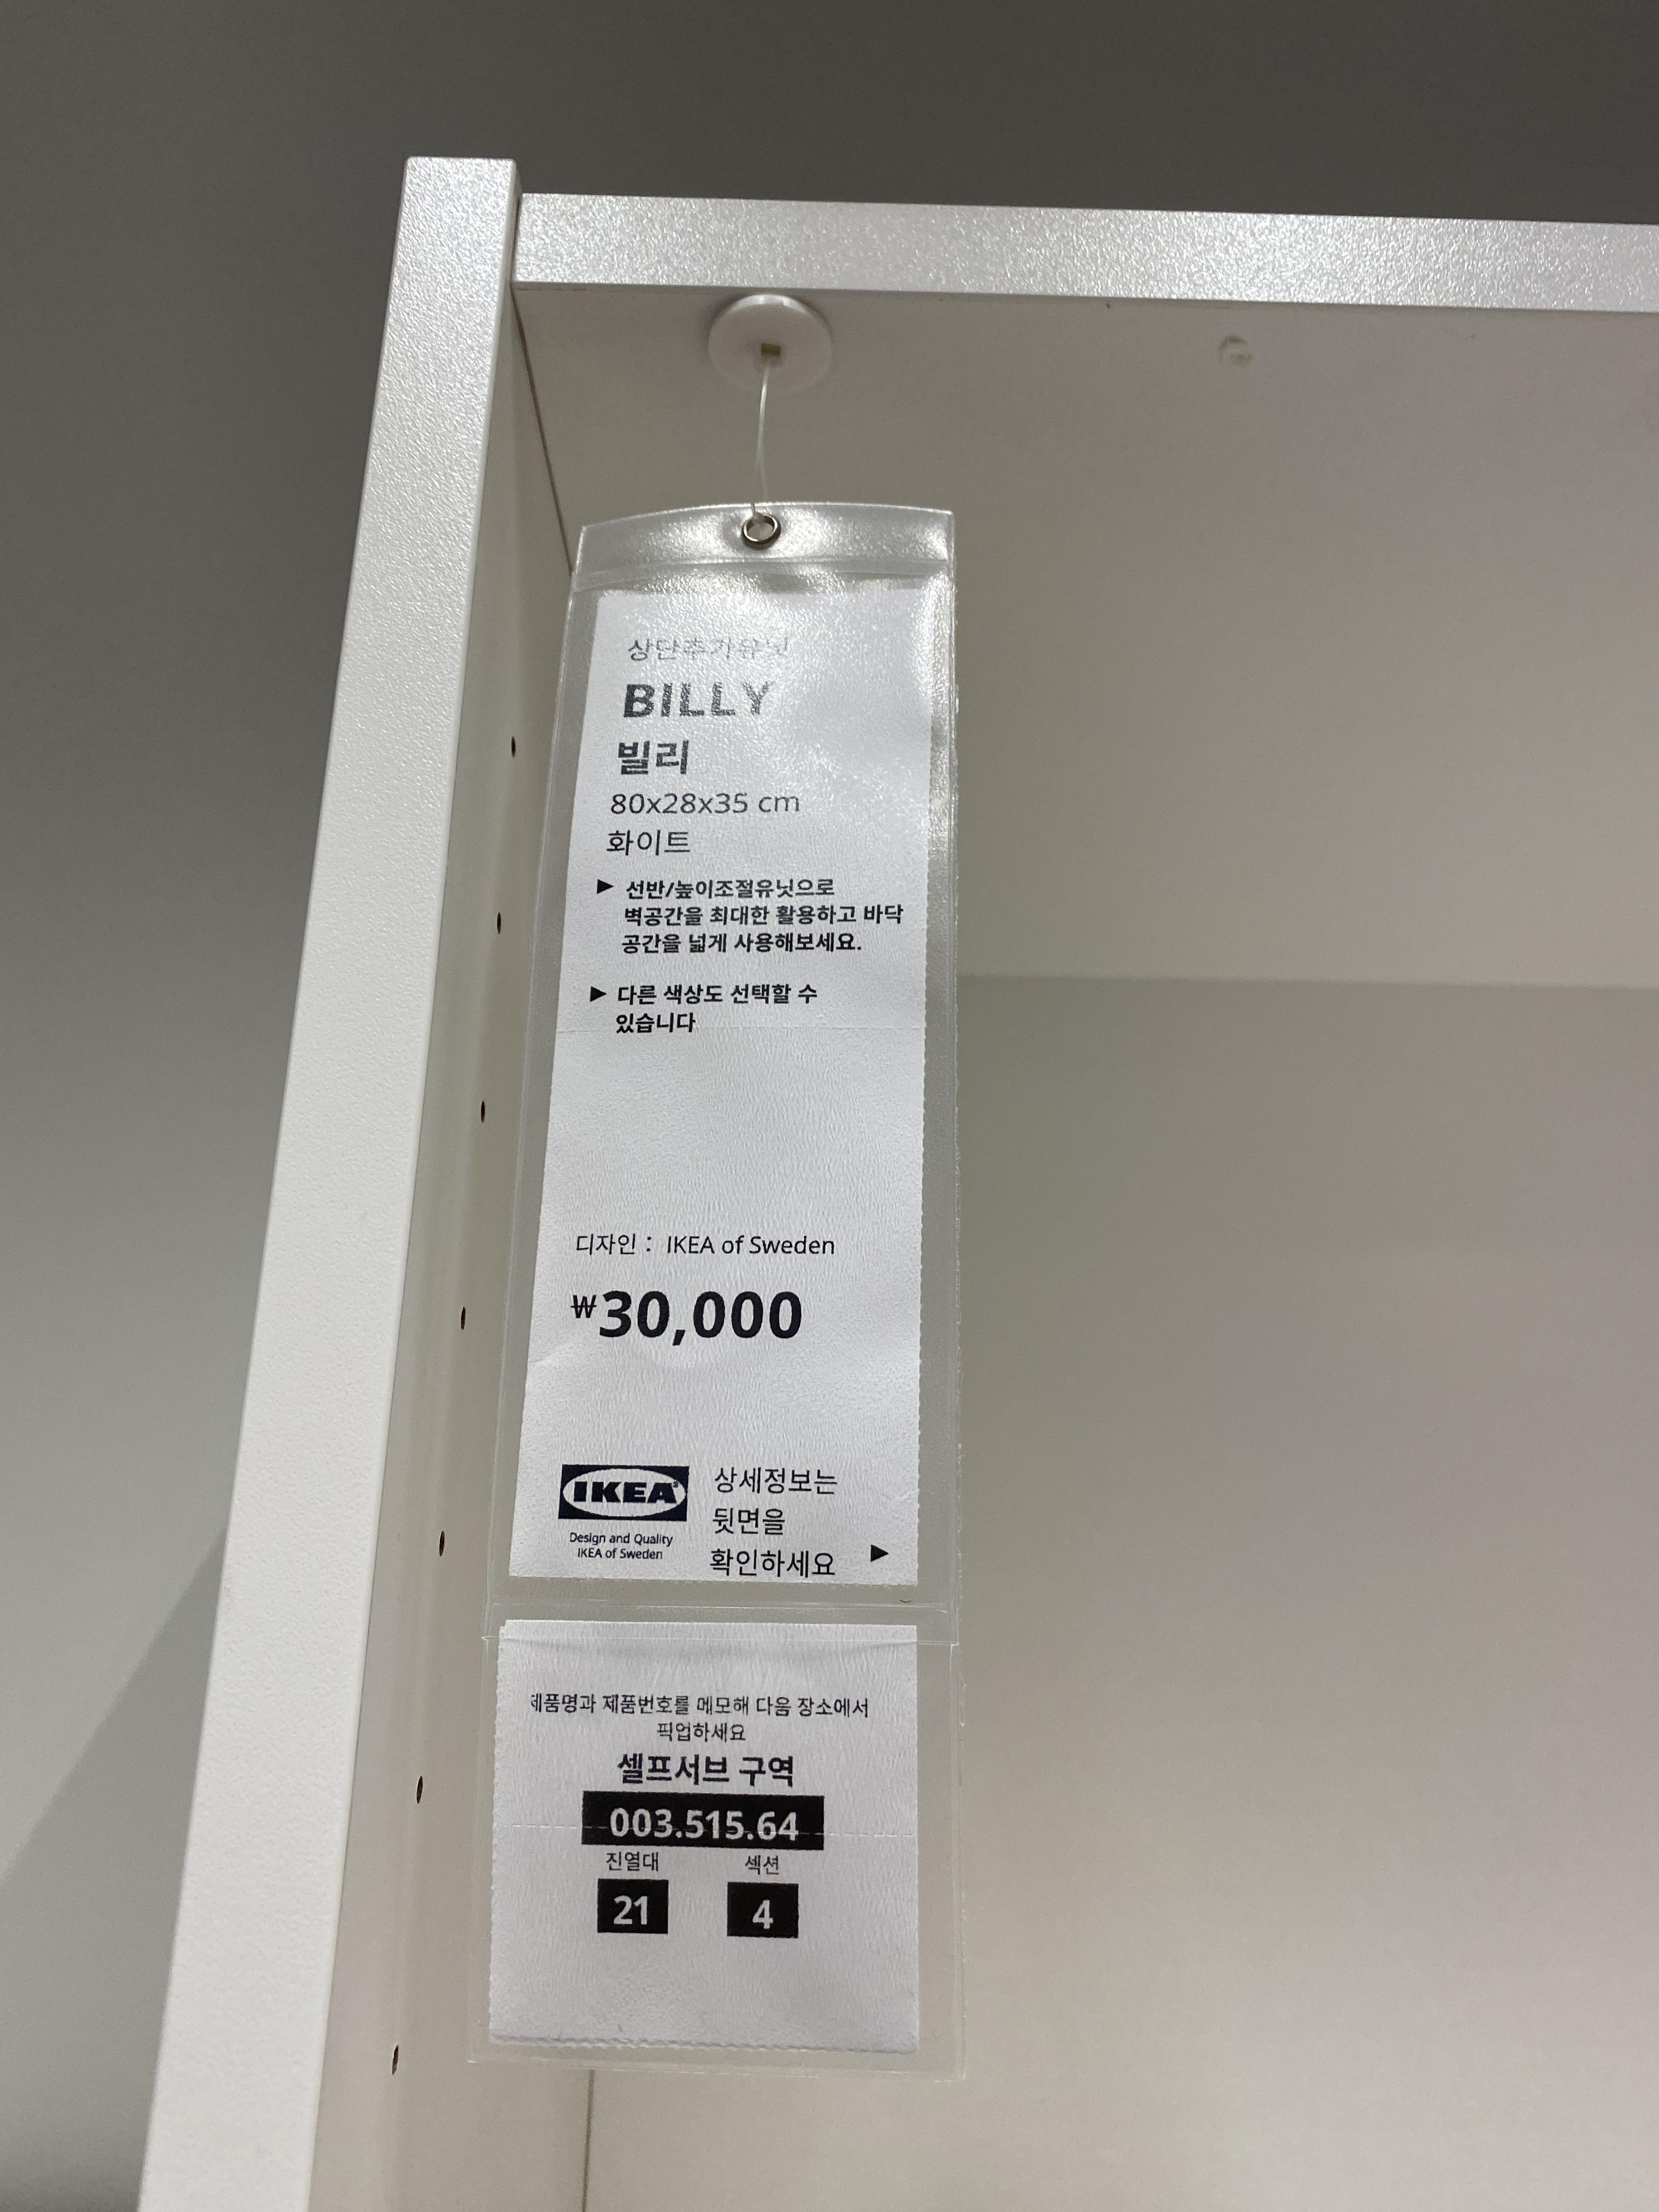 상단추가유닛
BILLY
빌리
80x28x35 cm
화이트
▶ 선반/높이조절유닛으로
벽공간을 최대한 활용하고 바닥
공간을 넓게 사용해보세요.
▶ 다른 색상도 선택할 수
있습니다
디자인 : IKEA of Sweden
₩30,000
IKEA®
Design and Quality
IKEA of Sweden
상세정보는
뒷면을
확인하세요 ▶
제품명과 제품번호를 메모해 다음 장소에서
픽업하세요
셀프서브 구역
003.515.64
진열대 섹션
21 4